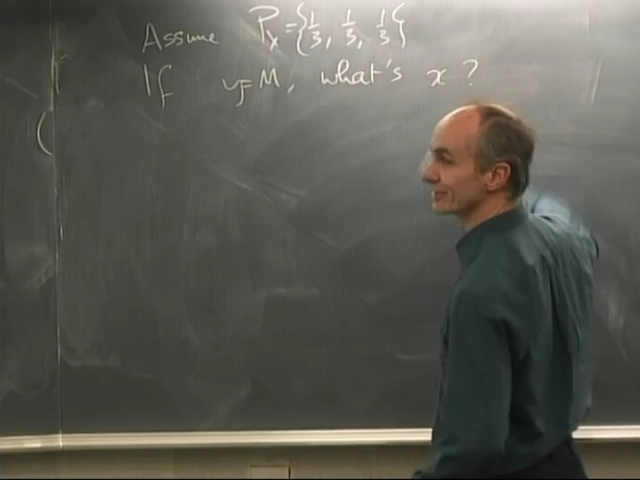 Assume Pₓ = {1/3, 1/3, 1/3}
If y=M, what's x?